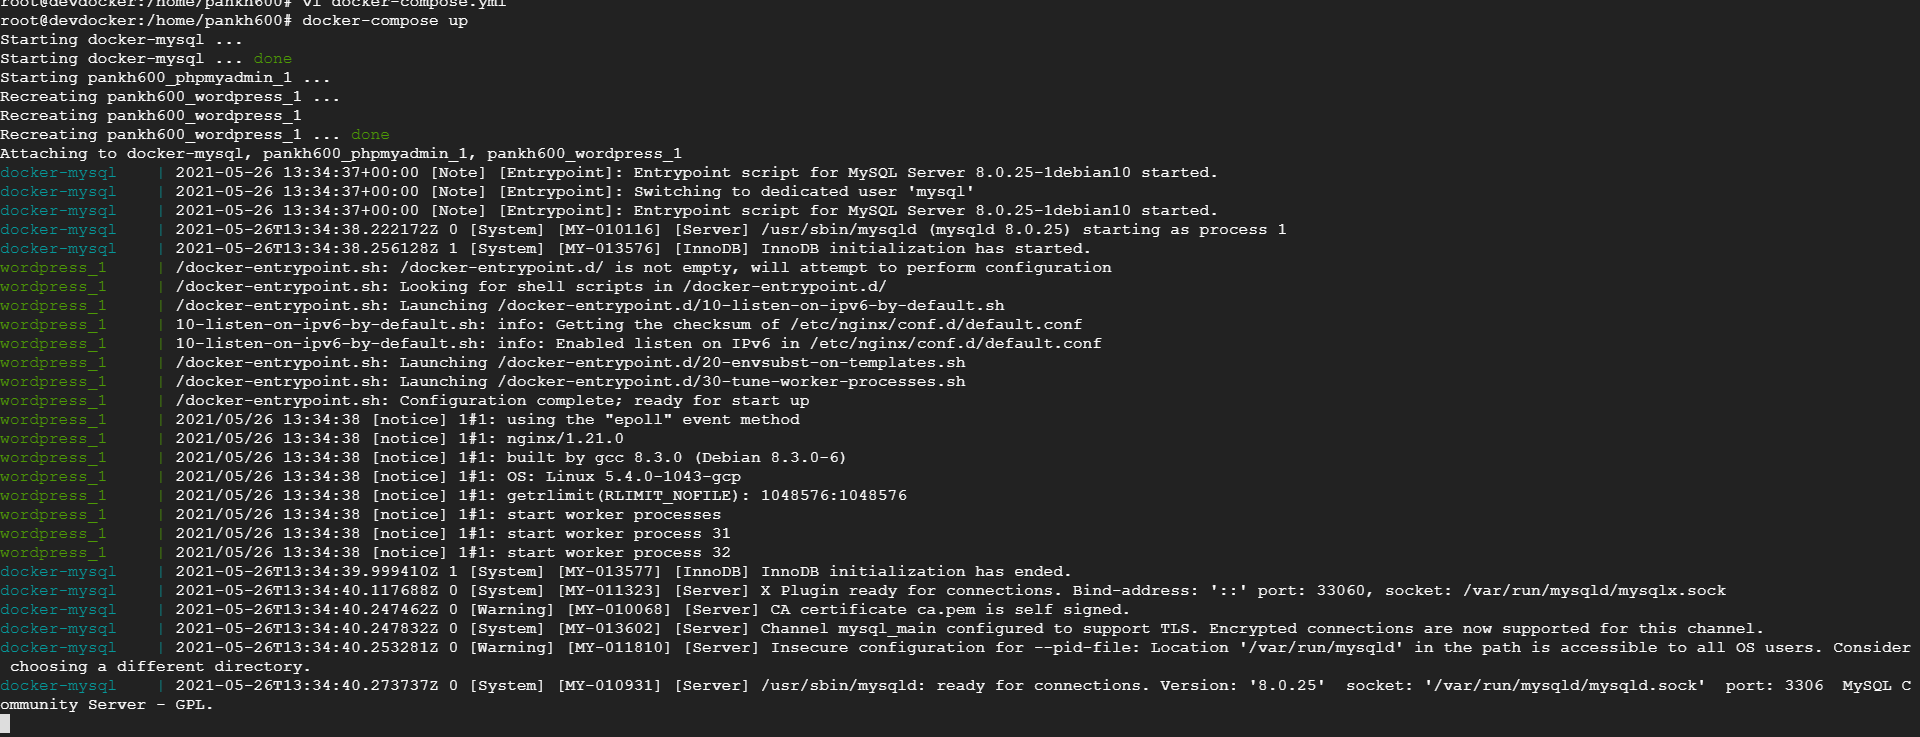 root@devdocker:/home/pankh600# vi docker-compose.yml
root@devdocker:/home/pankh600# docker-compose up
Starting docker-mysql ...
Starting docker-mysql ... done
Starting pankh600_phpmyadmin_1 ...
Recreating pankh600_wordpress_1 ...
Recreating pankh600_wordpress_1
Recreating pankh600_wordpress_1 ... done
Attaching to docker-mysql, pankh600_phpmyadmin_1, pankh600_wordpress_1
docker-mysql    | 2021-05-26 13:34:37+00:00 [Note] [Entrypoint]: Entrypoint script for MySQL Server 8.0.25-1debian10 started.
docker-mysql    | 2021-05-26 13:34:37+00:00 [Note] [Entrypoint]: Switching to dedicated user 'mysql'
docker-mysql    | 2021-05-26 13:34:37+00:00 [Note] [Entrypoint]: Entrypoint script for MySQL Server 8.0.25-1debian10 started.
docker-mysql    | 2021-05-26T13:34:38.222172Z 0 [System] [MY-010116] [Server] /usr/sbin/mysqld (mysqld 8.0.25) starting as process 1
docker-mysql    | 2021-05-26T13:34:38.256128Z 1 [System] [MY-013576] [InnoDB] InnoDB initialization has started.
wordpress_1     | /docker-entrypoint.sh: /docker-entrypoint.d/ is not empty, will attempt to perform configuration
wordpress_1     | /docker-entrypoint.sh: Looking for shell scripts in /docker-entrypoint.d/
wordpress_1     | /docker-entrypoint.sh: Launching /docker-entrypoint.d/10-listen-on-ipv6-by-default.sh
wordpress_1     | 10-listen-on-ipv6-by-default.sh: info: Getting the checksum of /etc/nginx/conf.d/default.conf
wordpress_1     | 10-listen-on-ipv6-by-default.sh: info: Enabled listen on IPv6 in /etc/nginx/conf.d/default.conf
wordpress_1     | /docker-entrypoint.sh: Launching /docker-entrypoint.d/20-envsubst-on-templates.sh
wordpress_1     | /docker-entrypoint.sh: Launching /docker-entrypoint.d/30-tune-worker-processes.sh
wordpress_1     | /docker-entrypoint.sh: Configuration complete; ready for start up
wordpress_1     | 2021/05/26 13:34:38 [notice] 1#1: using the "epoll" event method
wordpress_1     | 2021/05/26 13:34:38 [notice] 1#1: nginx/1.21.0
wordpress_1     | 2021/05/26 13:34:38 [notice] 1#1: built by gcc 8.3.0 (Debian 8.3.0-6)
wordpress_1     | 2021/05/26 13:34:38 [notice] 1#1: OS: Linux 5.4.0-1043-gcp
wordpress_1     | 2021/05/26 13:34:38 [notice] 1#1: getrlimit(RLIMIT_NOFILE): 1048576:1048576
wordpress_1     | 2021/05/26 13:34:38 [notice] 1#1: start worker processes
wordpress_1     | 2021/05/26 13:34:38 [notice] 1#1: start worker process 31
wordpress_1     | 2021/05/26 13:34:38 [notice] 1#1: start worker process 32
docker-mysql    | 2021-05-26T13:34:39.999410Z 1 [System] [MY-013577] [InnoDB] InnoDB initialization has ended.
docker-mysql    | 2021-05-26T13:34:40.117688Z 0 [System] [MY-011323] [Server] X Plugin ready for connections. Bind-address: '::' port: 33060, socket: /var/run/mysqld/mysqlx.sock
docker-mysql    | 2021-05-26T13:34:40.247462Z 0 [Warning] [MY-010068] [Server] CA certificate ca.pem is self signed.
docker-mysql    | 2021-05-26T13:34:40.247832Z 0 [System] [MY-013602] [Server] Channel mysql_main configured to support TLS. Encrypted connections are now supported for this channel.
docker-mysql    | 2021-05-26T13:34:40.253281Z 0 [Warning] [MY-011810] [Server] Insecure configuration for --pid-file: Location '/var/run/mysqld' in the path is accessible to all OS users. Consider
 choosing a different directory.
docker-mysql    | 2021-05-26T13:34:40.273737Z 0 [System] [MY-010931] [Server] /usr/sbin/mysqld: ready for connections. Version: '8.0.25'  socket: '/var/run/mysqld/mysqld.sock'  port: 3306  MySQL C
ommunity Server - GPL.